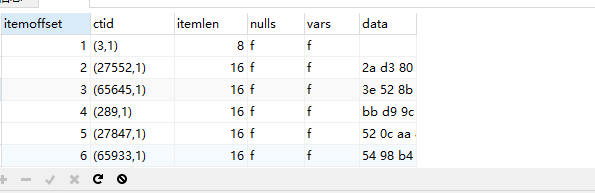 itemoffset ctid itemlen nulls vars data
1 (3,1) 8 f f
2 (27552,1) 16 f f 2a d3 80
3 (65645,1) 16 f f 3e 52 8b
4 (289,1) 16 f f bb d9 9c
5 (27847,1) 16 f f 52 0c aa
6 (65933,1) 16 f f 54 98 b4